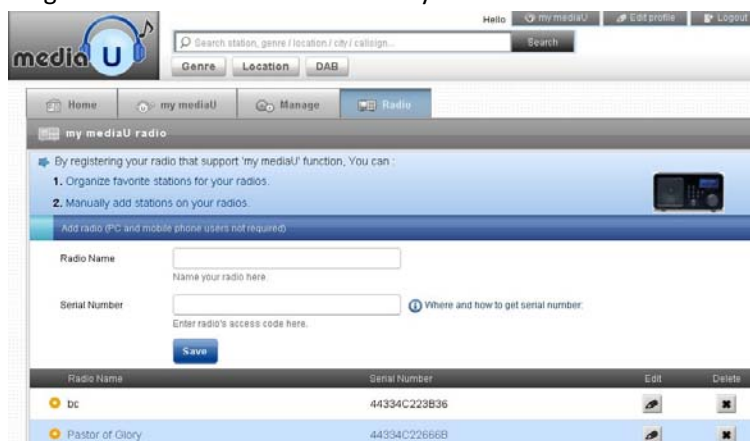 Hello my mediaU Edit profile Logout
media U
Search station, genre / location / city / callsign...
Search
Genre Location DAB
Home my mediaU Manage Radio
my mediaU radio
By registering your radio that support 'my mediaU' function, You can :
1. Organize favorite stations for your radios.
2. Manually add stations on your radios.
Add radio (PC and mobile phone users not required)
Radio Name
Name your radio here.
Serial Number Where and how to get serial number.
Enter radio's access code here.
Save
Radio Name Serial Number Edit Delete
bc 44334C223B36
Pastor of Glory 44334C22666B